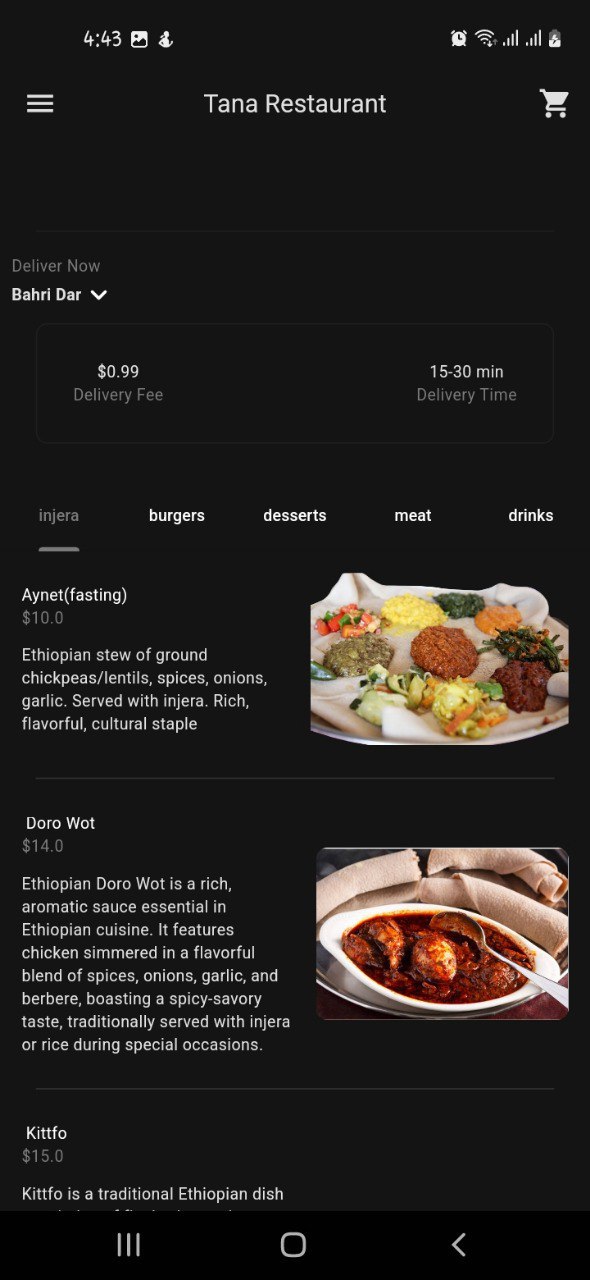 4:43
Tana Restaurant
Deliver Now
Bahri Dar
$0.99
15-30 min
Delivery Fee
Delivery Time
injera
burgers
desserts
meat
drinks
Aynet(fasting)
$10.0
Ethiopian stew of ground
chickpeas/lentils, spices, onions,
garlic. Served with injera. Rich,
flavorful, cultural staple
Doro Wot
$14.0
Ethiopian Doro Wot is a rich,
aromatic sauce essential in
Ethiopian cuisine. It features
chicken simmered in a flavorful
blend of spices, onions, garlic, and
berbere, boasting a spicy-savory
taste, traditionally served with injera
or rice during special occasions.
Kittfo
$15.0
Kittfo is a traditional Ethiopian dish